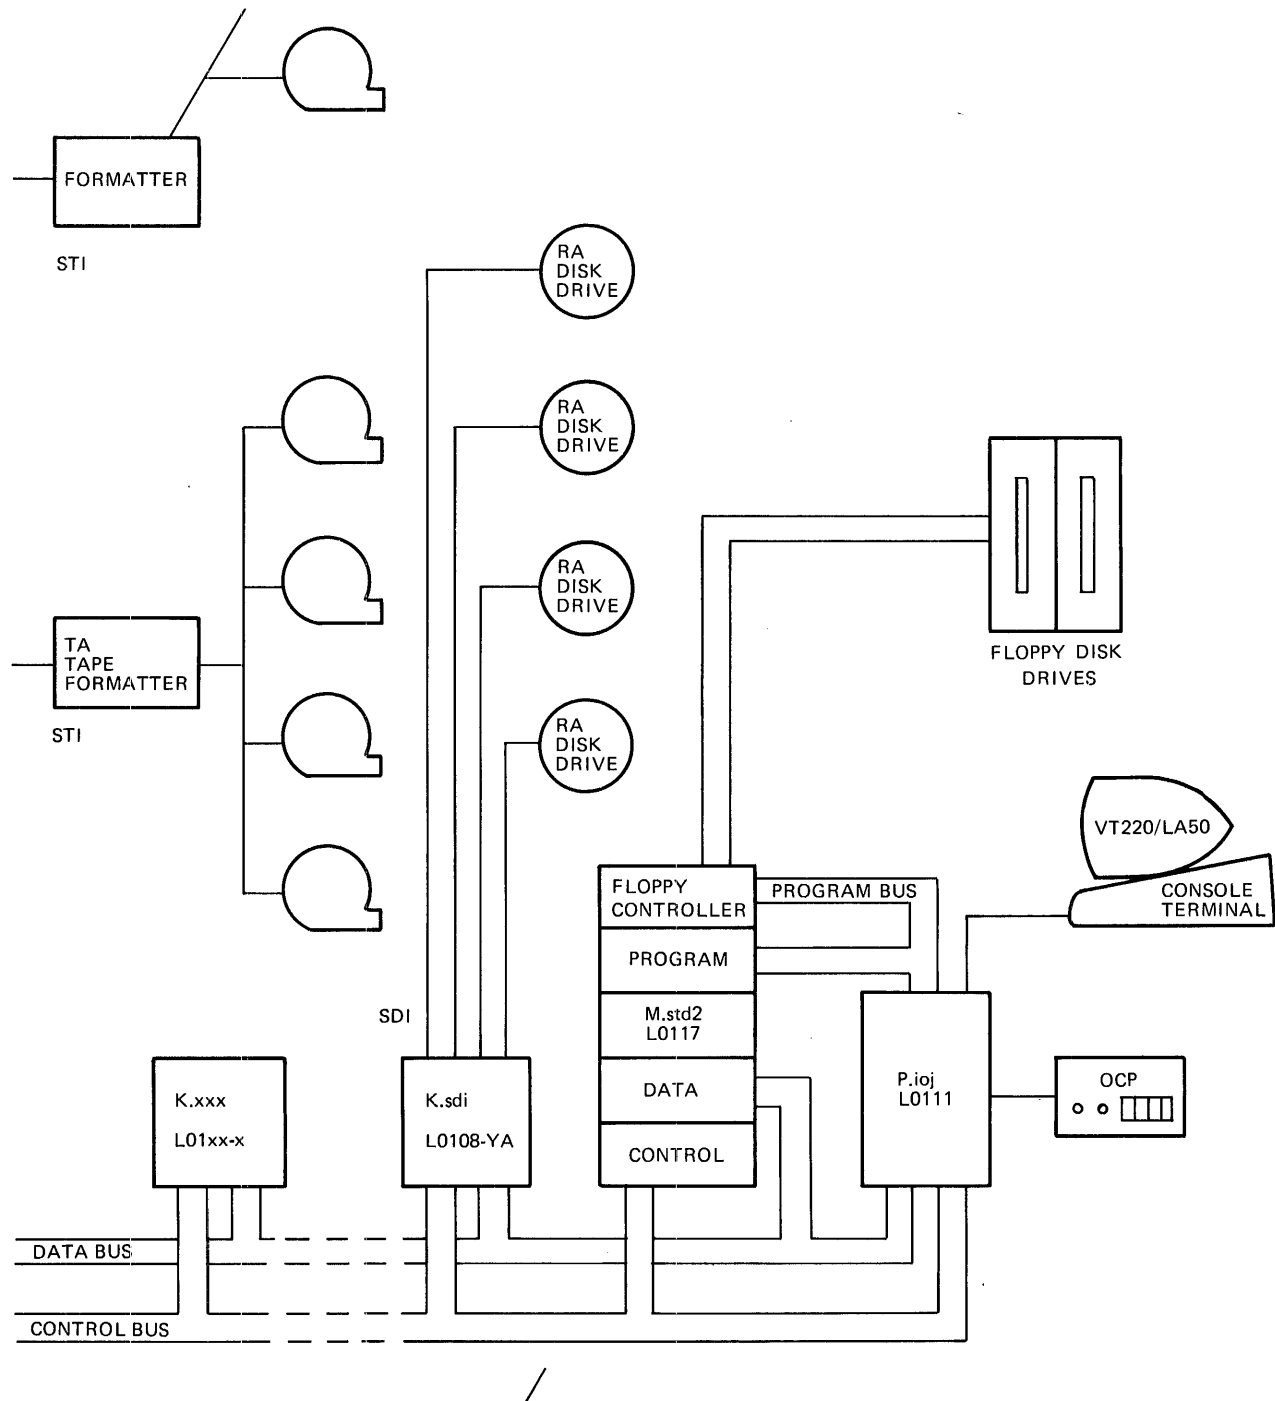 FORMATTER
STI
RA
DISK
DRIVE
RA
DISK
DRIVE
RA
DISK
DRIVE
TA
TAPE
FORMATTER
STI
RA
DISK
DRIVE
FLOPPY DISK
DRIVES
VT220/LA50
CONSOLE
TERMINAL
FLOPPY
CONTROLLER
PROGRAM BUS
PROGRAM
SDI
M.std2
L0117
K.xxx
L01xx-x
K.sdi
L0108-YA
DATA
CONTROL
P.ioj
L0111
OCP
DATA BUS
CONTROL BUS